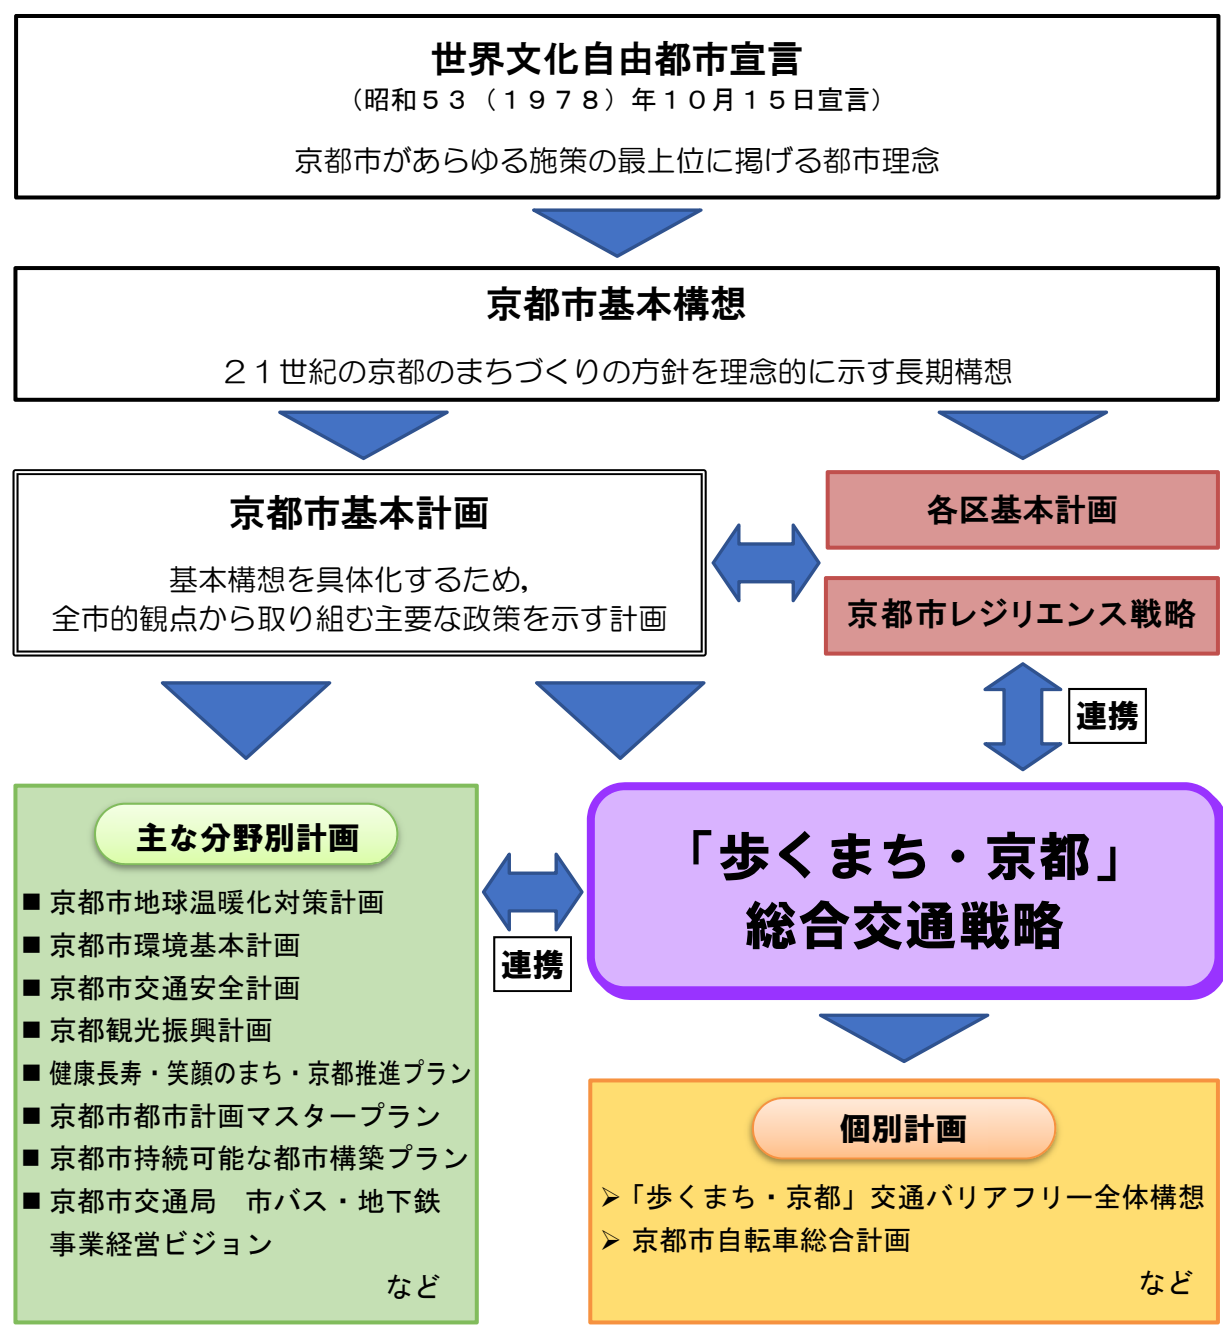 世界文化自由都市宣言
（昭和５３（１９７８）年１０月１５日宣言）
京都市があらゆる施策の最上位に掲げる都市理念
京都市基本構想
２１世紀の京都のまちづくりの方針を理念的に示す長期構想
京都市基本計画
基本構想を具体化するため，
全市的観点から取り組む主要な政策を示す計画
各区基本計画
京都市レジリエンス戦略
連携
主な分野別計画
■ 京都市地球温暖化対策計画
■ 京都市環境基本計画
■ 京都市交通安全計画
■ 京都観光振興計画
■ 健康長寿・笑顔のまち・京都推進プラン
■ 京都市都市計画マスタープラン
■ 京都市持続可能な都市構築プラン
■ 京都市交通局　市バス・地下鉄
事業経営ビジョン
など
連携
「歩くまち・京都」
総合交通戦略
個別計画
➢ 「歩くまち・京都」交通バリアフリー全体構想
➢ 京都市自転車総合計画
など